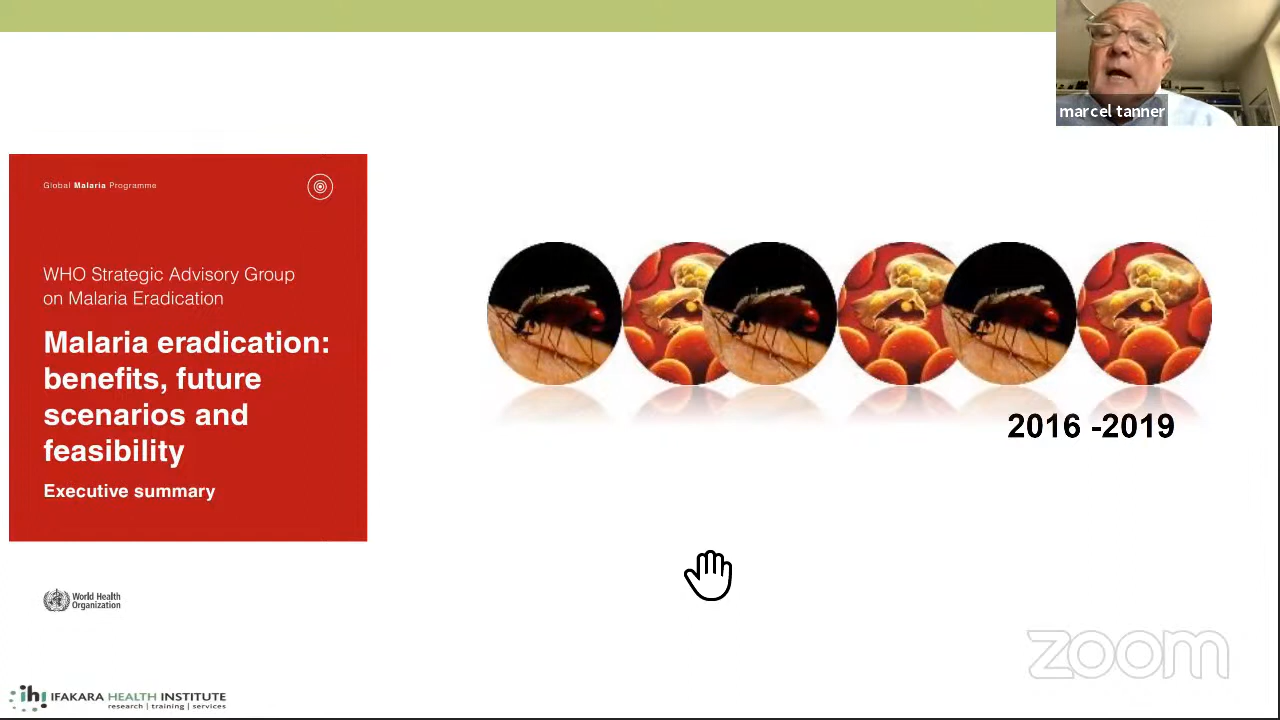 marcel tanner
Global Malaria Programme
WHO Strategic Advisory Group
on Malaria Eradication
Malaria eradication:
benefits, future
scenarios and
feasibility
Executive summary
2016 -2019
World Health
Organization
zoom
ihi IFAKARA HEALTH INSTITUTE
research | training | services